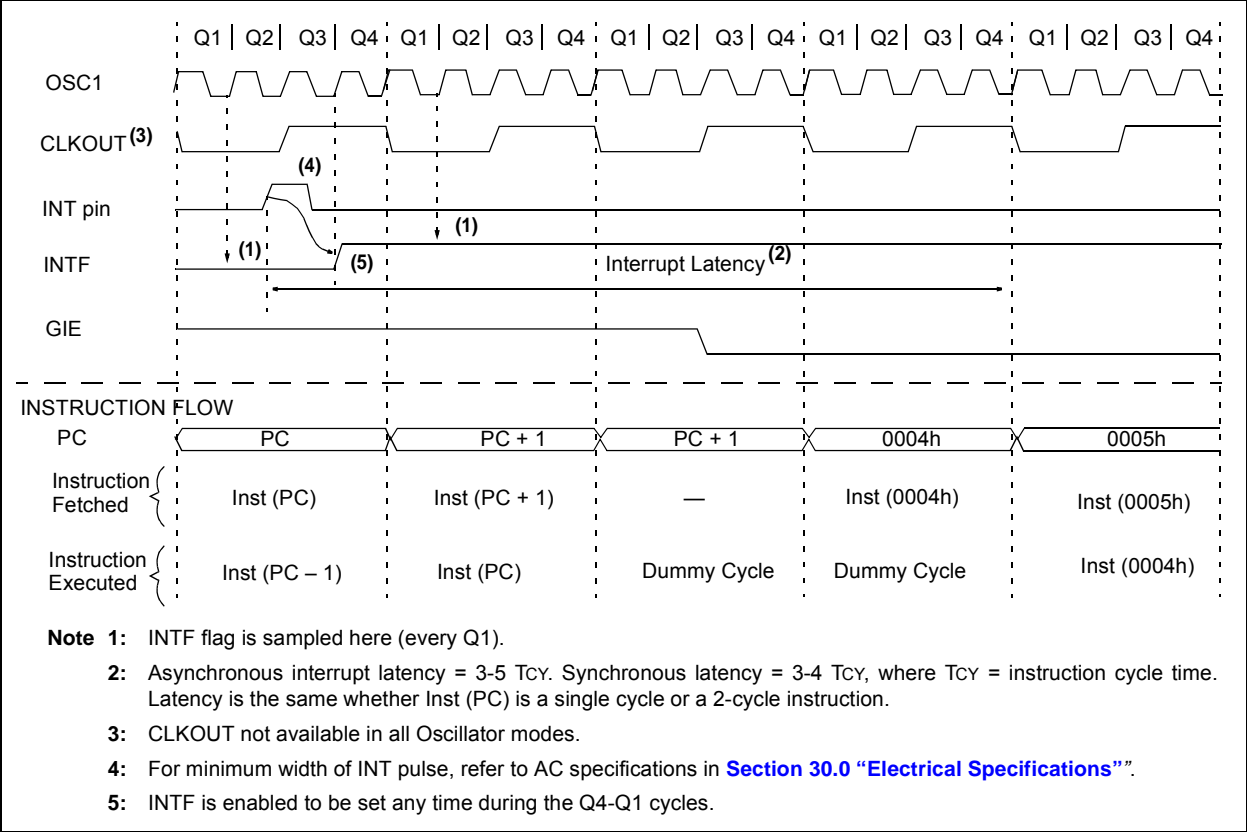 Q1 Q2 Q3 Q4 Q1 Q2 Q3 Q4 Q1 Q2 Q3 Q4 Q1 Q2 Q3 Q4 Q1 Q2 Q3 Q4
OSC1
CLKOUT(3)
(4)
INT pin
(1)
(1)
INTF
(5)
Interrupt Latency(2)
GIE
INSTRUCTION FLOW
PC PC PC + 1 PC + 1 0004h 0005h
Instruction Fetched Inst (PC) Inst (PC + 1) — Inst (0004h) Inst (0005h)
Instruction Executed Inst (PC – 1) Inst (PC) Dummy Cycle Dummy Cycle Inst (0004h)
Note 1: INTF flag is sampled here (every Q1).
2: Asynchronous interrupt latency = 3-5 TCY. Synchronous latency = 3-4 TCY, where TCY = instruction cycle time.
Latency is the same whether Inst (PC) is a single cycle or a 2-cycle instruction.
3: CLKOUT not available in all Oscillator modes.
4: For minimum width of INT pulse, refer to AC specifications in Section 30.0 “Electrical Specifications””.
5: INTF is enabled to be set any time during the Q4-Q1 cycles.